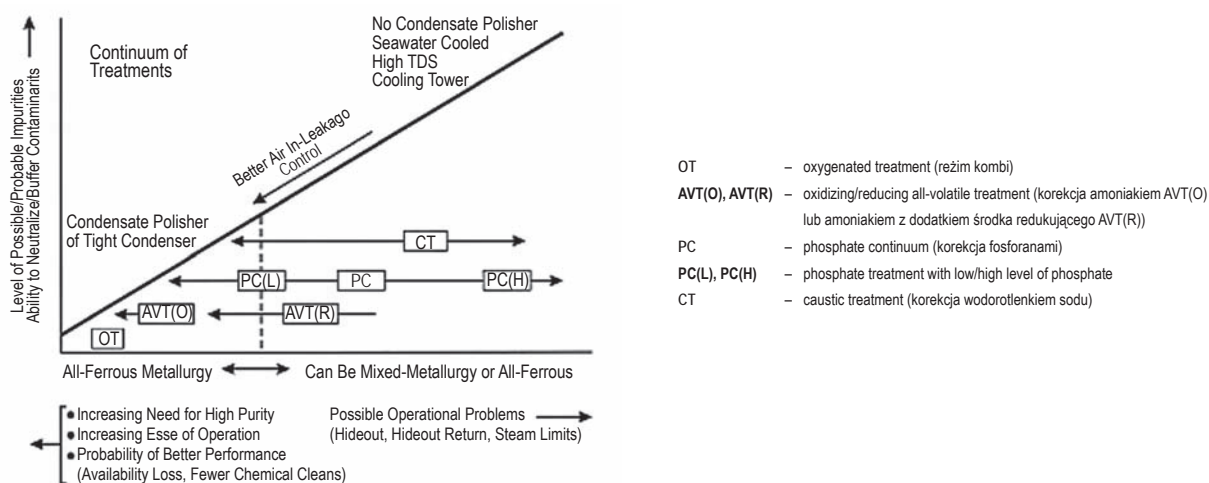 Level of Possible/Probable Impurities
Ability to Neutralize/Buffer Contaminarits
Continuum of
Treatments
No Condensate Polisher
Seawater Cooled
High TDS
Cooling Tower
Better Air In-Leakago
Control
Condensate Polisher
of Tight Condenser
CT
PC(L)
PC
PC(H)
AVT(O)
AVT(R)
OT
All-Ferrous Metallurgy
Can Be Mixed-Metallurgy or All-Ferrous
• Increasing Need for High Purity
• Increasing Esse of Operation
• Probability of Better Performance
(Availability Loss, Fewer Chemical Cleans)
Possible Operational Problems
(Hideout, Hideout Return, Steam Limits)
OT – oxygenated treatment (reżim kombi)
AVT(O), AVT(R) – oxidizing/reducing all-volatile treatment (korekcja amoniakiem AVT(O)
lub amoniakiem z dodatkiem środka redukującego AVT(R))
PC – phosphate continuum (korekcja fosforanami)
PC(L), PC(H) – phosphate treatment with low/high level of phosphate
CT – caustic treatment (korekcja wodorotlenkiem sodu)